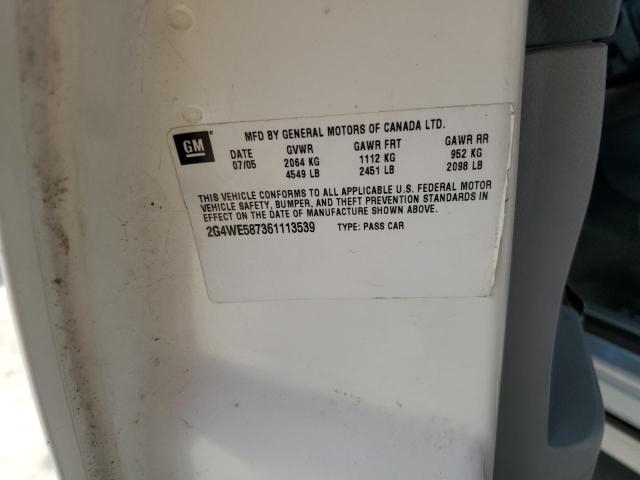 MFD BY GENERAL MOTORS OF CANADA LTD.
GM DATE GVWR GAWR FRT GAWR RR
07/05 2064 KG 1112 KG 952 KG
4549 LB 2451 LB 2098 LB
THIS VEHICLE CONFORMS TO ALL APPLICABLE U.S. FEDERAL MOTOR
VEHICLE SAFETY, BUMPER, AND THEFT PREVENTION STANDARDS IN
EFFECT ON THE DATE OF MANUFACTURE SHOWN ABOVE.
2G4WE587361113539 TYPE: PASS CAR